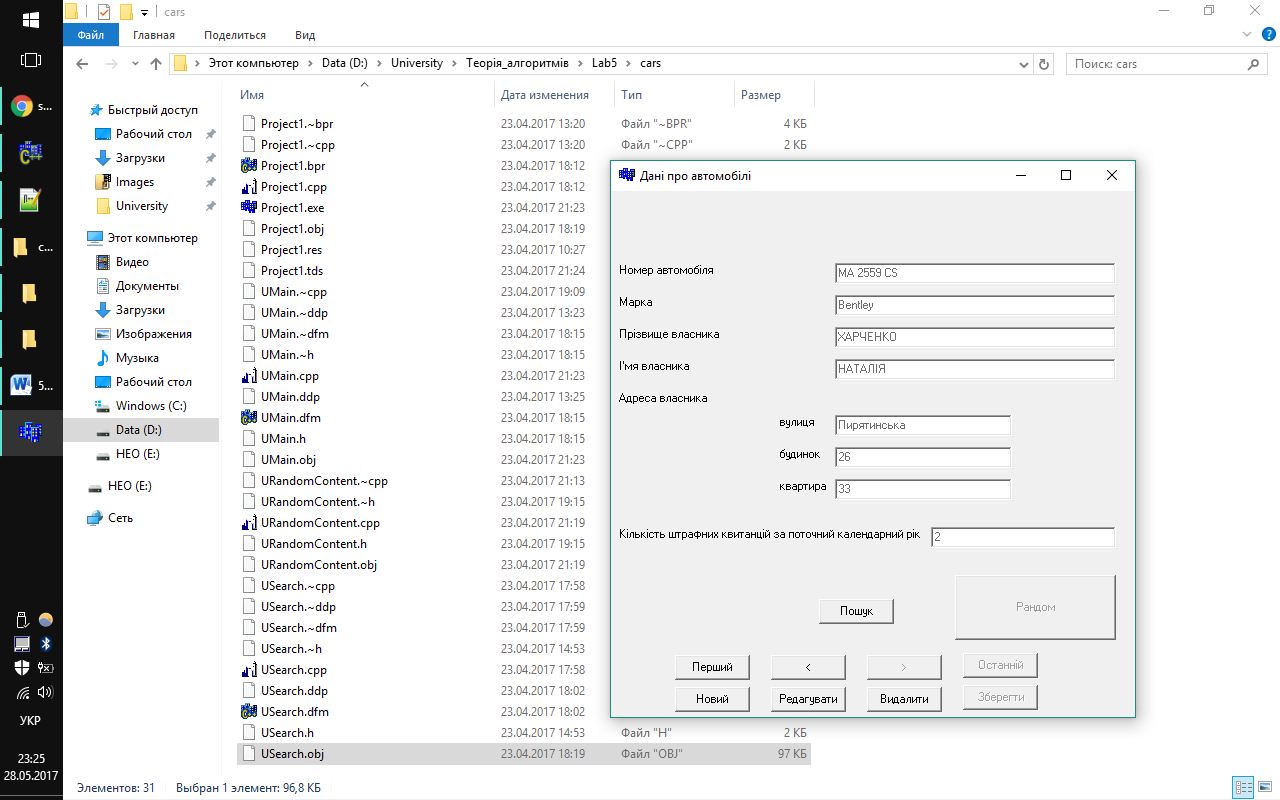 cars
Файл Главная Поделиться Вид
Этот компьютер Data (D:) University Теорія_алгоритмів Lab5 cars
Поиск: cars
Имя Дата изменения Тип Размер
Быстрый доступ
Рабочий стол
Загрузки
Images
University
Этот компьютер
Видео
Документы
Загрузки
Изображения
Музыка
Рабочий стол
Windows (C:)
Data (D:)
НЕО (E:)
НЕО (E:)
Сеть
Project1.~bpr 23.04.2017 13:20 Файл "~BPR" 4 КБ
Project1.~cpp 23.04.2017 13:20 Файл "~CPP" 2 КБ
Project1.bpr 23.04.2017 18:12
Project1.cpp 23.04.2017 18:12
Project1.exe 23.04.2017 21:23
Project1.obj 23.04.2017 18:19
Project1.res 23.04.2017 10:27
Project1.tds 23.04.2017 21:24
UMain.~cpp 23.04.2017 19:09
UMain.~ddp 23.04.2017 13:23
UMain.~dfm 23.04.2017 18:15
UMain.~h 23.04.2017 18:15
UMain.cpp 23.04.2017 21:23
UMain.ddp 23.04.2017 13:25
UMain.dfm 23.04.2017 18:15
UMain.h 23.04.2017 18:15
UMain.obj 23.04.2017 21:23
URandomContent.~cpp 23.04.2017 21:13
URandomContent.~h 23.04.2017 19:15
URandomContent.cpp 23.04.2017 21:19
URandomContent.h 23.04.2017 19:15
URandomContent.obj 23.04.2017 21:19
USearch.~cpp 23.04.2017 17:58
USearch.~ddp 23.04.2017 17:59
USearch.~dfm 23.04.2017 17:59
USearch.~h 23.04.2017 14:53
USearch.cpp 23.04.2017 17:58
USearch.ddp 23.04.2017 18:02
USearch.dfm 23.04.2017 18:02
USearch.h 23.04.2017 14:53 Файл "H" 2 КБ
USearch.obj 23.04.2017 18:19 Файл "OBJ" 97 КБ
Дані про автомобілі
Номер автомобіля MA 2559 CS
Марка Bentley
Прізвище власника ХАРЧЕНКО
І'мя власника НАТАЛІЯ
Адреса власника
вулиця Пирятинська
будинок 26
квартира 33
Кількість штрафних квитанцій за поточний календарний рік 2
Пошук Рандом
Перший < > Останній
Новий Редагувати Видалити Зберегти
Элементов: 31 Выбран 1 элемент: 96,8 КБ
s...
c...
5...
УКР
23:25
28.05.2017